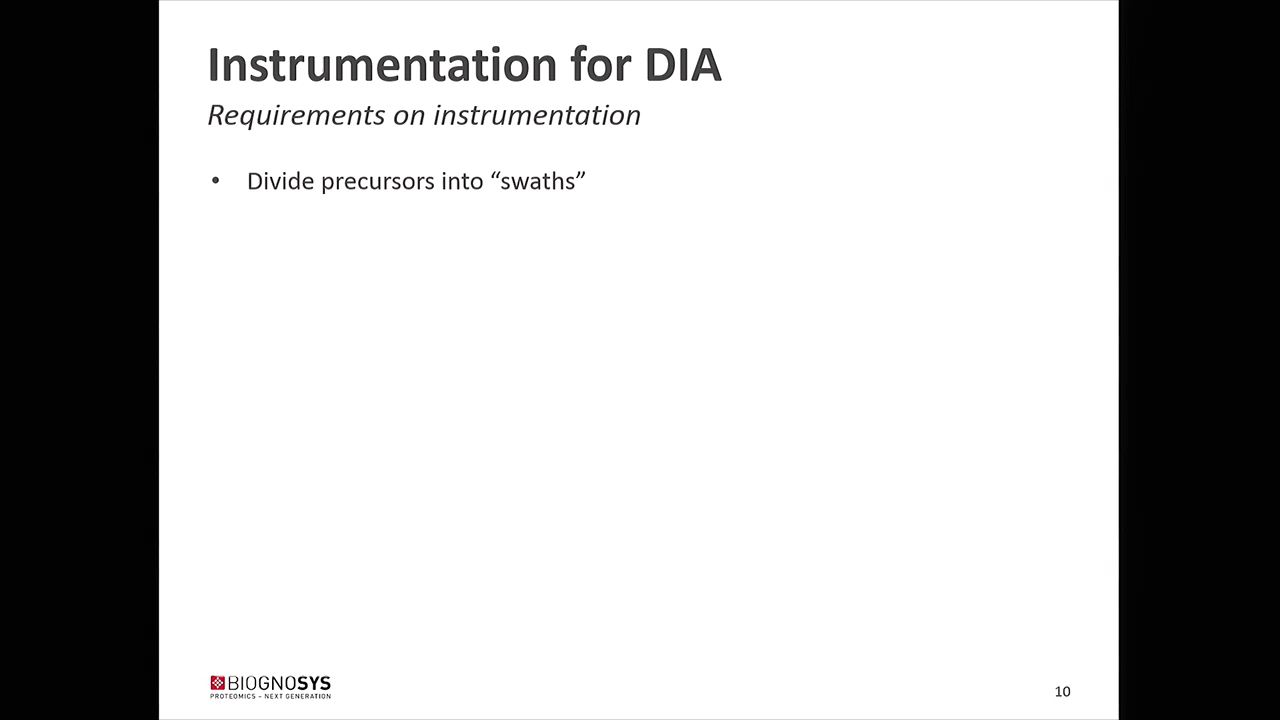 Instrumentation for DIA
Requirements on instrumentation
• Divide precursors into “swaths”
BIOGNOSYS
PROTEOMICS – NEXT GENERATION
10